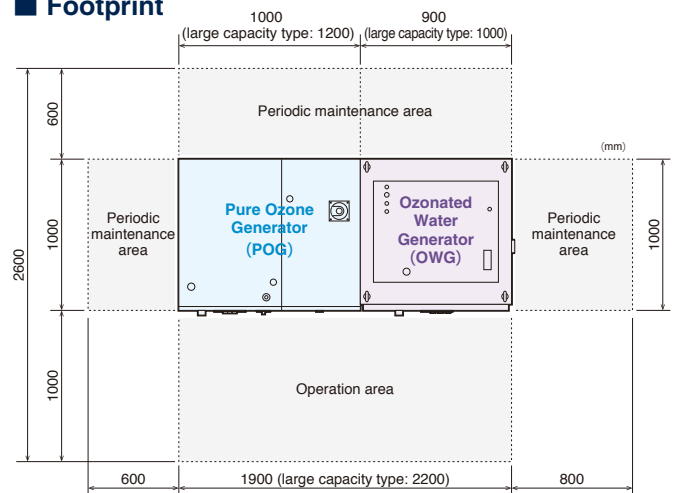 ■ Footprint
1000
(large capacity type: 1200)
900
(large capacity type: 1000)
600
Periodic maintenance area
(mm)
2600
1000
Periodic
maintenance
area
Pure Ozone
Generator
(POG)
Ozonated
Water
Generator
(OWG)
Periodic
maintenance
area
1000
1000
Operation area
600
1900 (large capacity type: 2200)
800